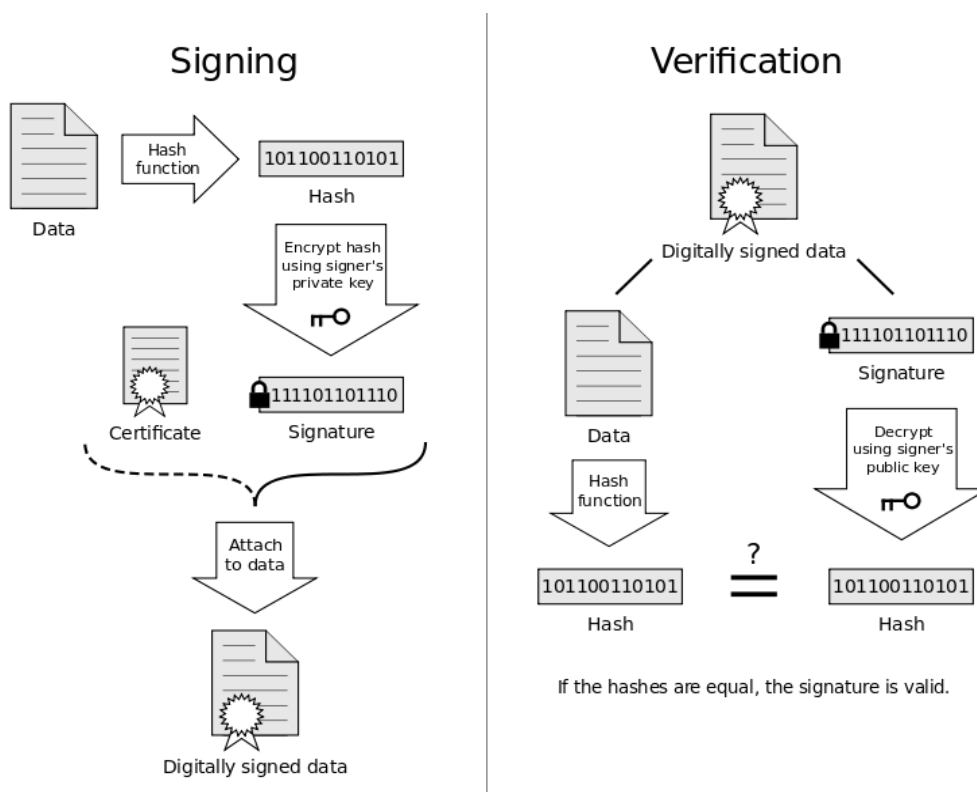 Signing
Hash
function
101100110101
Hash
Data
Encrypt hash
using signer's
private key
111101101110
Certificate
Signature
Attach
to data
Digitally signed data
Verification
Digitally signed data
111101101110
Signature
Data
Decrypt
using signer's
public key
Hash
function
?
101100110101
=
101100110101
Hash
Hash
If the hashes are equal, the signature is valid.